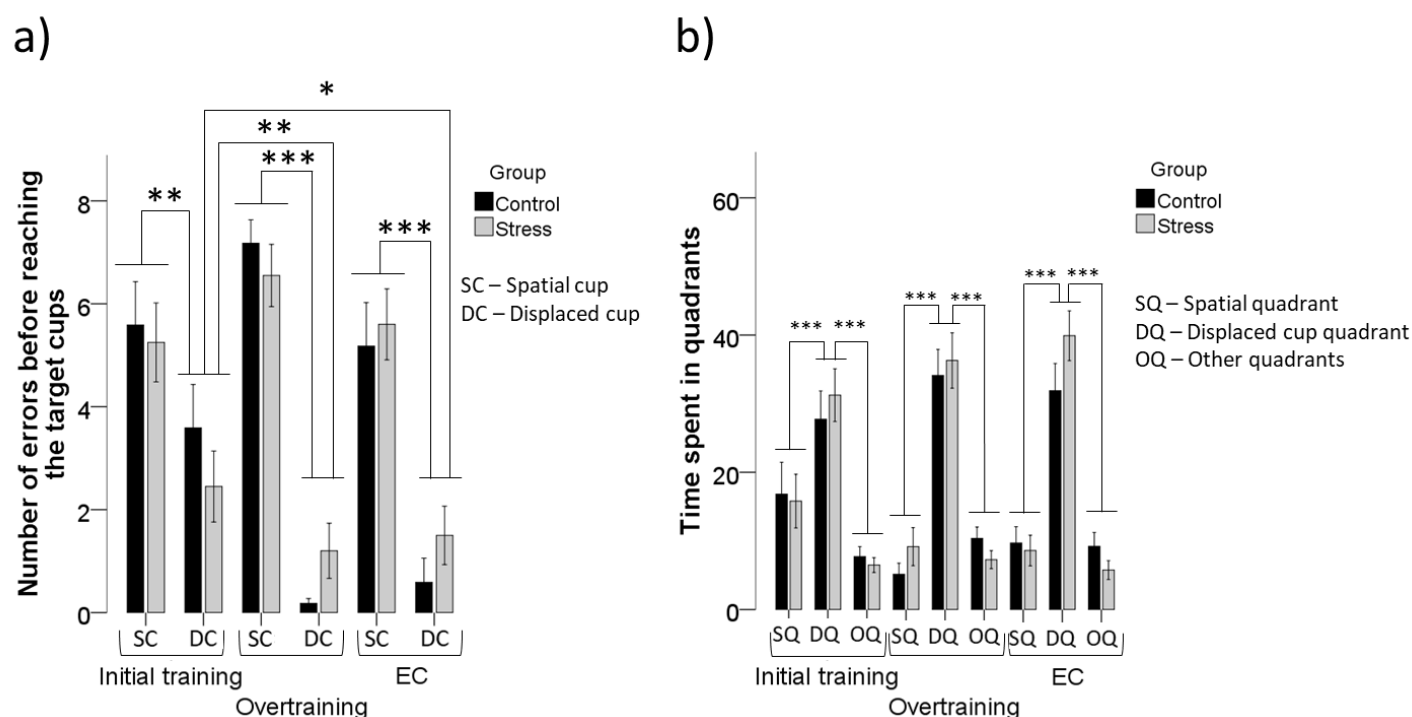 a)
*
**
***
**
***
Number of errors before reaching
the target cups
8
6
4
2
0
Group
Control
Stress
SC – Spatial cup
DC – Displaced cup
SC DC SC DC SC DC
Initial training
Overtraining
EC
b)
Time spent in quadrants
60
40
20
0
*** ***
*** ***
*** ***
Group
Control
Stress
SQ – Spatial quadrant
DQ – Displaced cup quadrant
OQ – Other quadrants
SQ DQ OQ SQ DQ OQ SQ DQ OQ
Initial training
Overtraining
EC